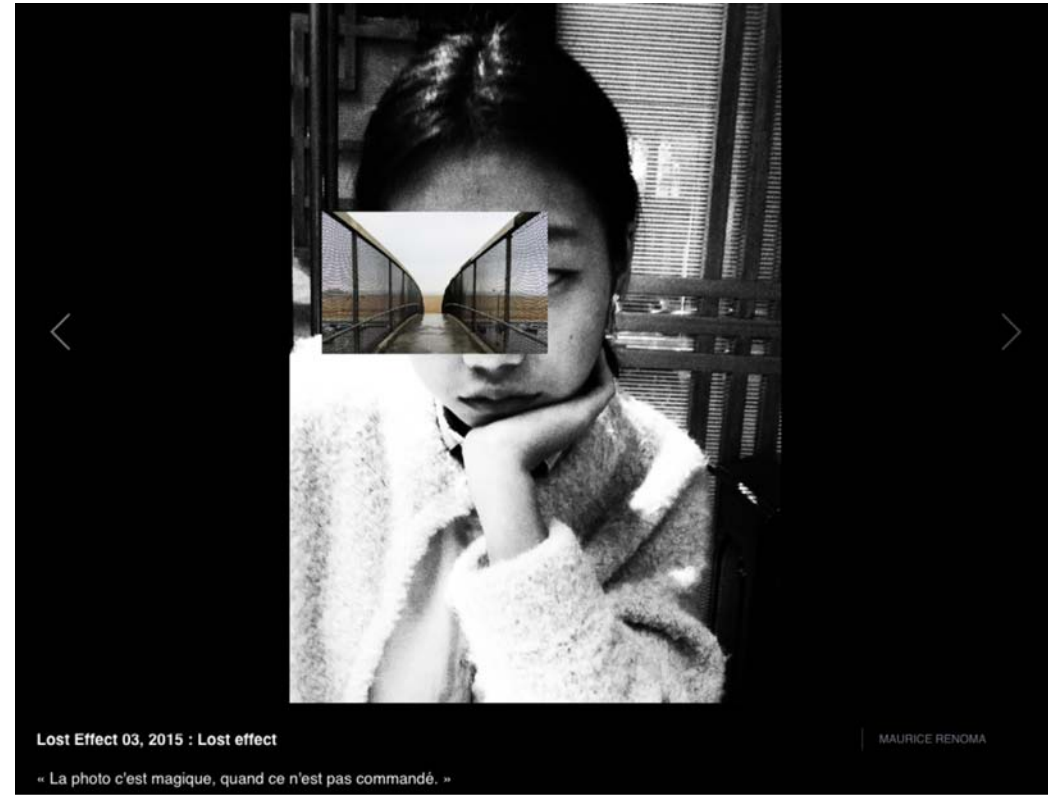 Lost Effect 03, 2015 : Lost effect
MAURICE RENOMA
« La photo c'est magique, quand ce n'est pas commandé. »